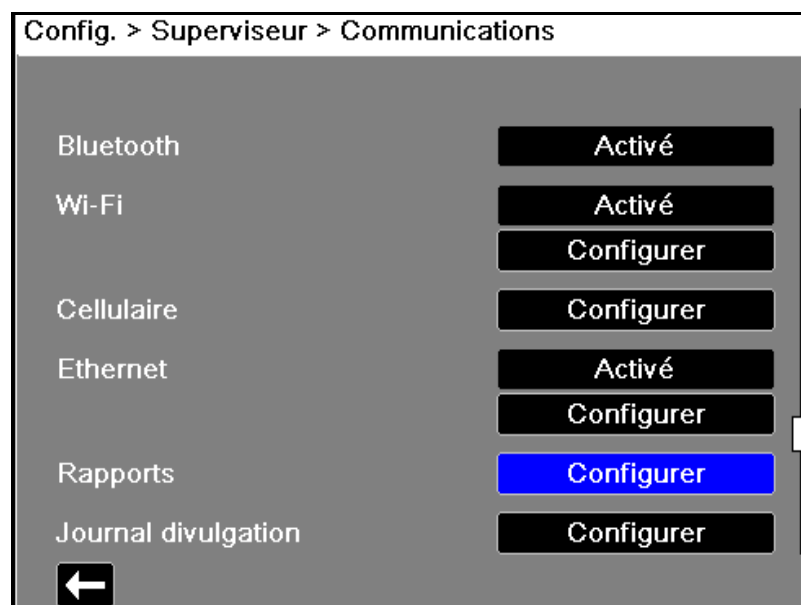 Config. > Superviseur > Communications
Bluetooth Activé
Wi-Fi Activé
Configurer
Cellulaire Configurer
Ethernet Activé
Configurer
Rapports Configurer
Journal divulgation Configurer